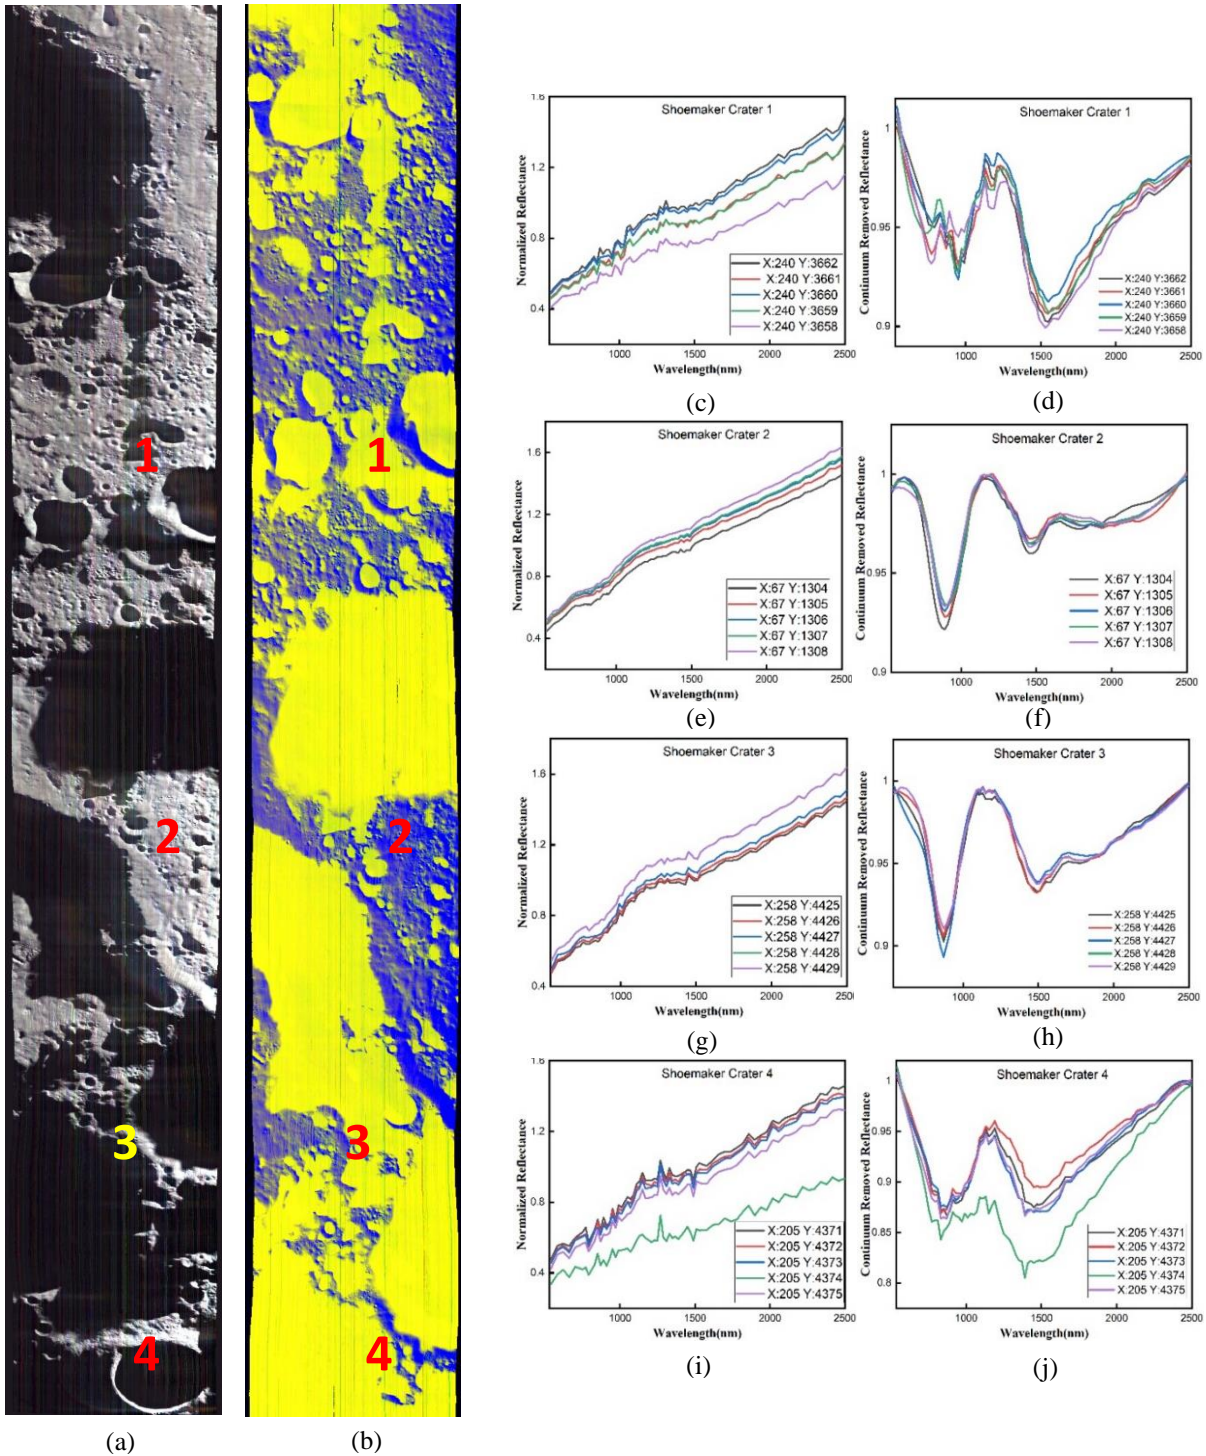 1
2
3
4
(a)
1
2
3
4
(b)
Shoemaker Crater 1
Normalized Reflectance
1.6
1.2
0.8
0.4
X:240 Y:3662
X:240 Y:3661
X:240 Y:3660
X:240 Y:3659
X:240 Y:3658
1000 1500 2000 2500
Wavelength(nm)
(c)
Shoemaker Crater 1
Continuum Removed Reflectance
1
0.95
0.9
X:240 Y:3662
X:240 Y:3661
X:240 Y:3660
X:240 Y:3659
X:240 Y:3658
500 1000 1500 2000 2500
Wavelength(nm)
(d)
Shoemaker Crater 2
Normalized Reflectance
1.6
1.2
0.8
0.4
X:67 Y:1304
X:67 Y:1305
X:67 Y:1306
X:67 Y:1307
X:67 Y:1308
1000 1500 2000 2500
Wavelength(nm)
(e)
Shoemaker Crater 2
Continuum Removed Reflectance
1
0.95
0.9
X:67 Y:1304
X:67 Y:1305
X:67 Y:1306
X:67 Y:1307
X:67 Y:1308
1000 1500 2000 2500
Wavelength(nm)
(f)
Shoemaker Crater 3
Normalized Reflectance
1.6
1.2
0.8
0.4
X:258 Y:4425
X:258 Y:4426
X:258 Y:4427
X:258 Y:4428
X:258 Y:4429
1000 1500 2000 2500
Wavelength(nm)
(g)
Shoemaker Crater 3
Continuum Removed Reflectance
1
0.95
0.9
X:258 Y:4425
X:258 Y:4426
X:258 Y:4427
X:258 Y:4428
X:258 Y:4429
1000 1500 2000 2500
Wavelength(nm)
(h)
Shoemaker Crater 4
Normalized Reflectance
1.6
1.2
0.8
0.4
X:205 Y:4371
X:205 Y:4372
X:205 Y:4373
X:205 Y:4374
X:205 Y:4375
1000 1500 2000 2500
Wavelength(nm)
(i)
Shoemaker Crater 4
Continuum Removed Reflectance
1
0.95
0.9
0.85
0.8
X:205 Y:4371
X:205 Y:4372
X:205 Y:4373
X:205 Y:4374
X:205 Y:4375
1000 1500 2000 2500
Wavelength(nm)
(j)